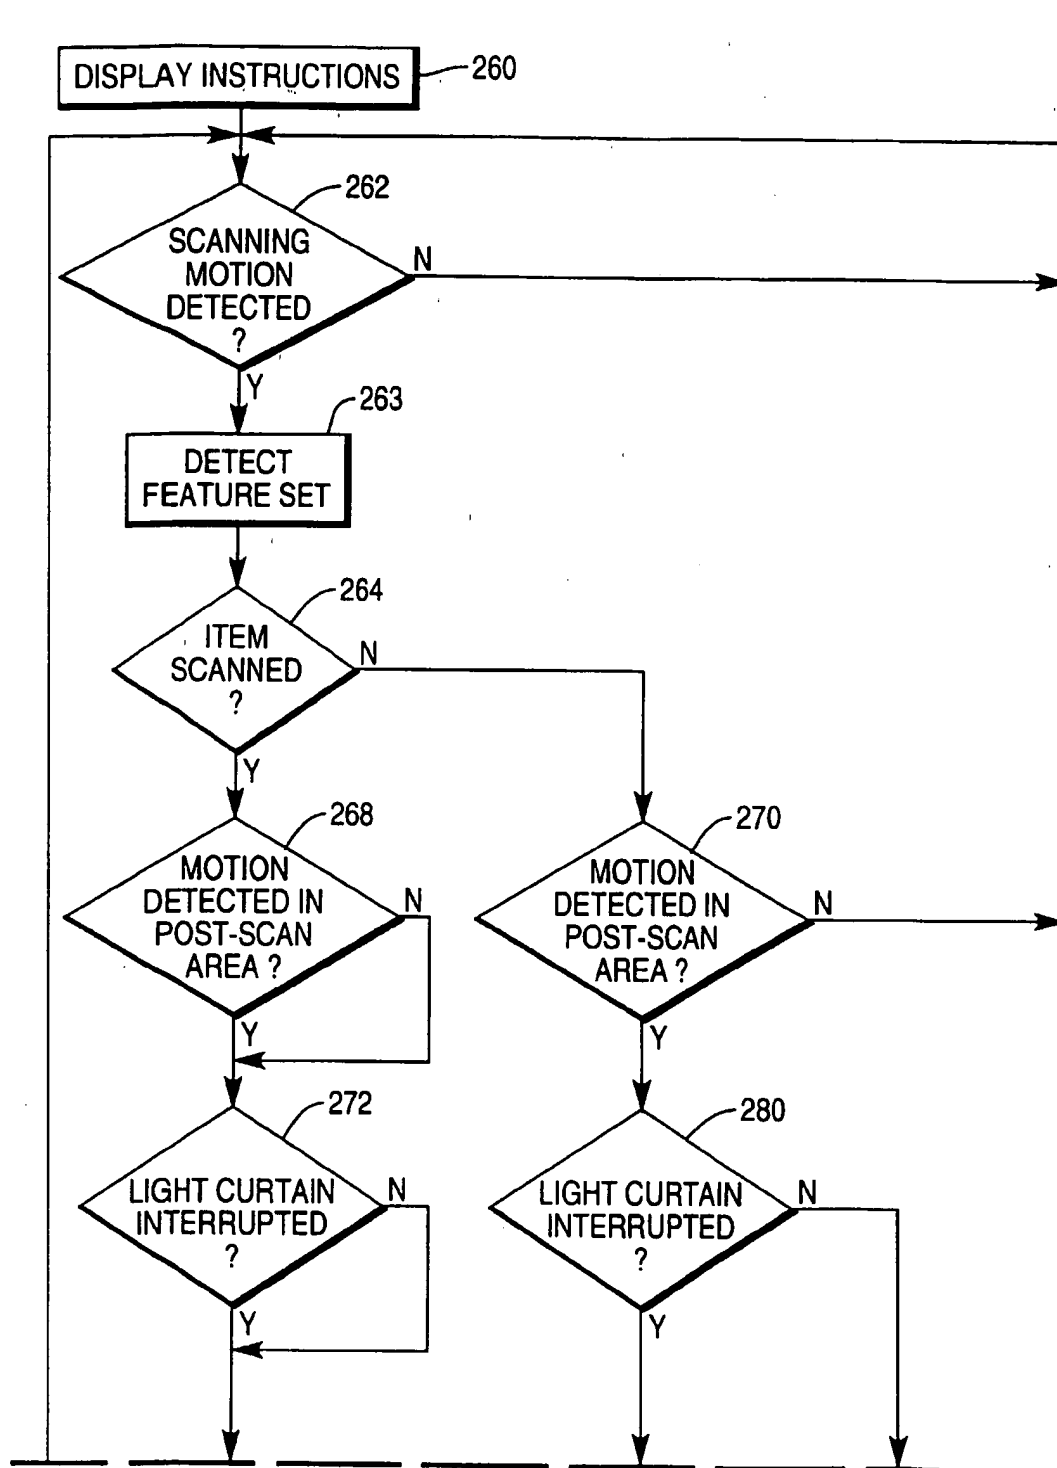 DISPLAY INSTRUCTIONS
260
262
SCANNING
MOTION
DETECTED
?
N
Y
263
DETECT
FEATURE SET
264
ITEM
SCANNED
?
N
Y
268
MOTION
DETECTED IN
POST-SCAN
AREA ?
N
Y
270
MOTION
DETECTED IN
POST-SCAN
AREA ?
N
Y
272
LIGHT CURTAIN
INTERRUPTED
?
N
Y
280
LIGHT CURTAIN
INTERRUPTED
?
N
Y